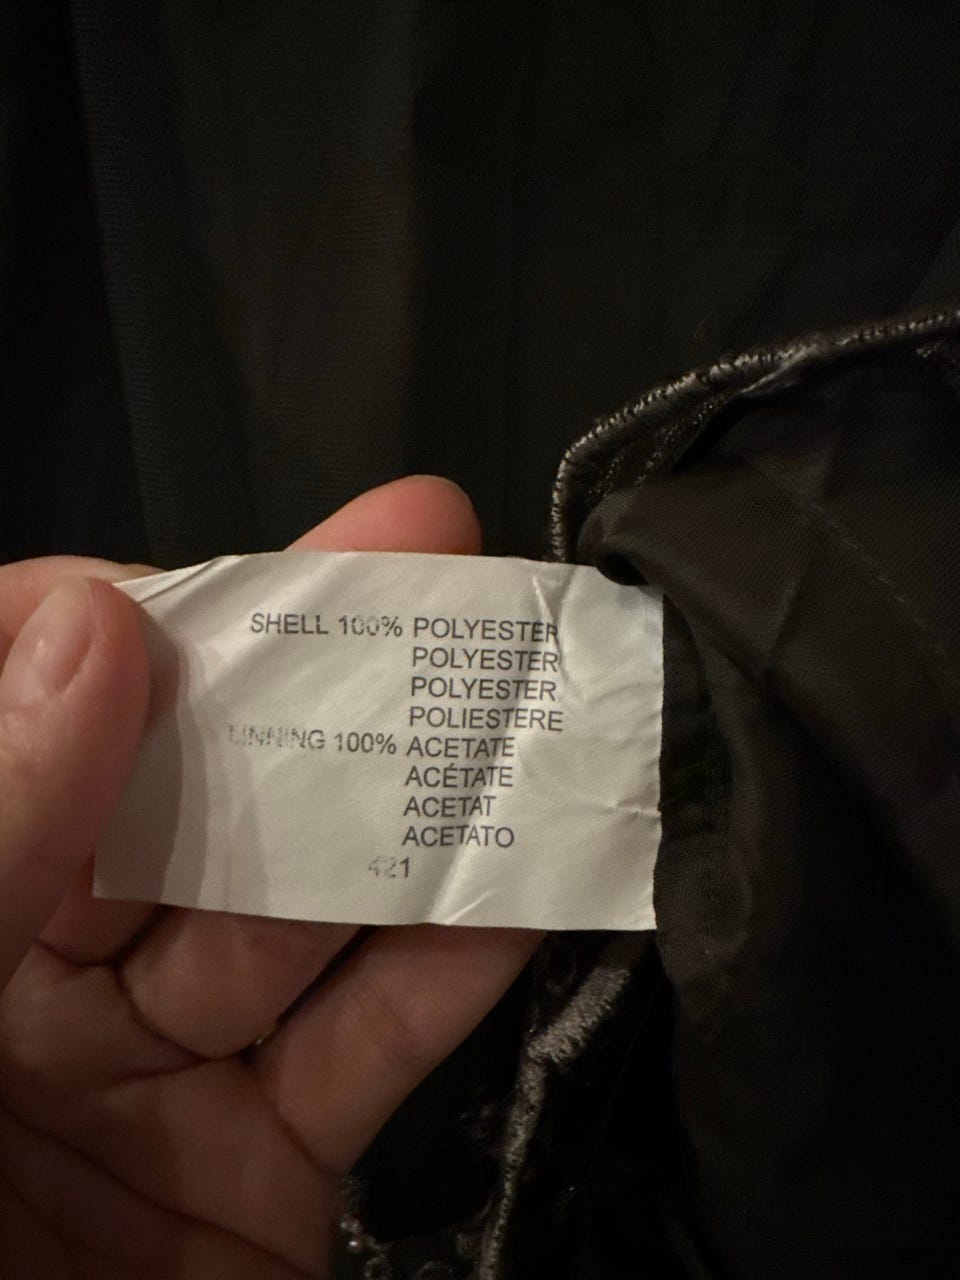 SHELL 100% POLYESTER
POLYESTER
POLYESTER
POLIESTERE
LINNING 100% ACETATE
ACÉTATE
ACETAT
ACETATO
421